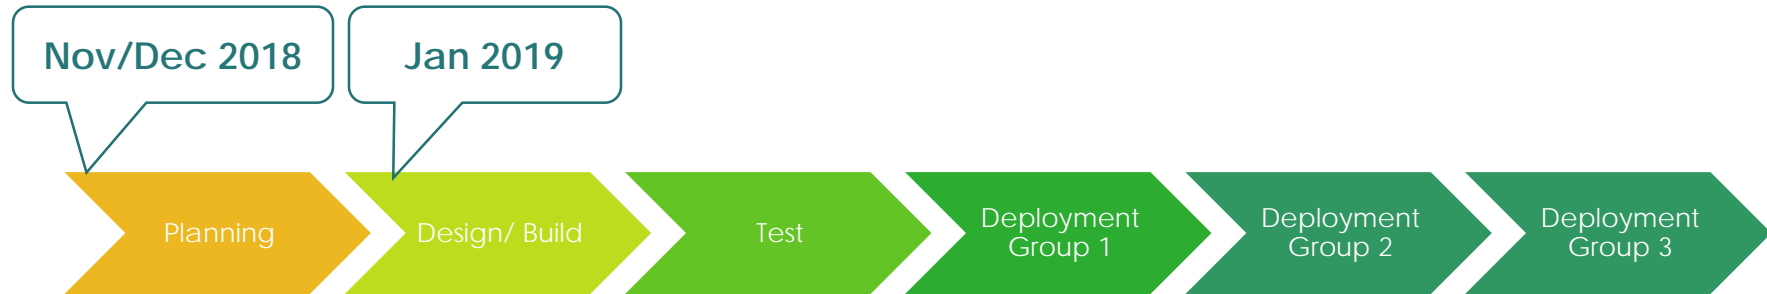 Nov/Dec 2018
Jan 2019
Planning
Design/ Build
Test
Deployment
Group 1
Deployment
Group 2
Deployment
Group 3